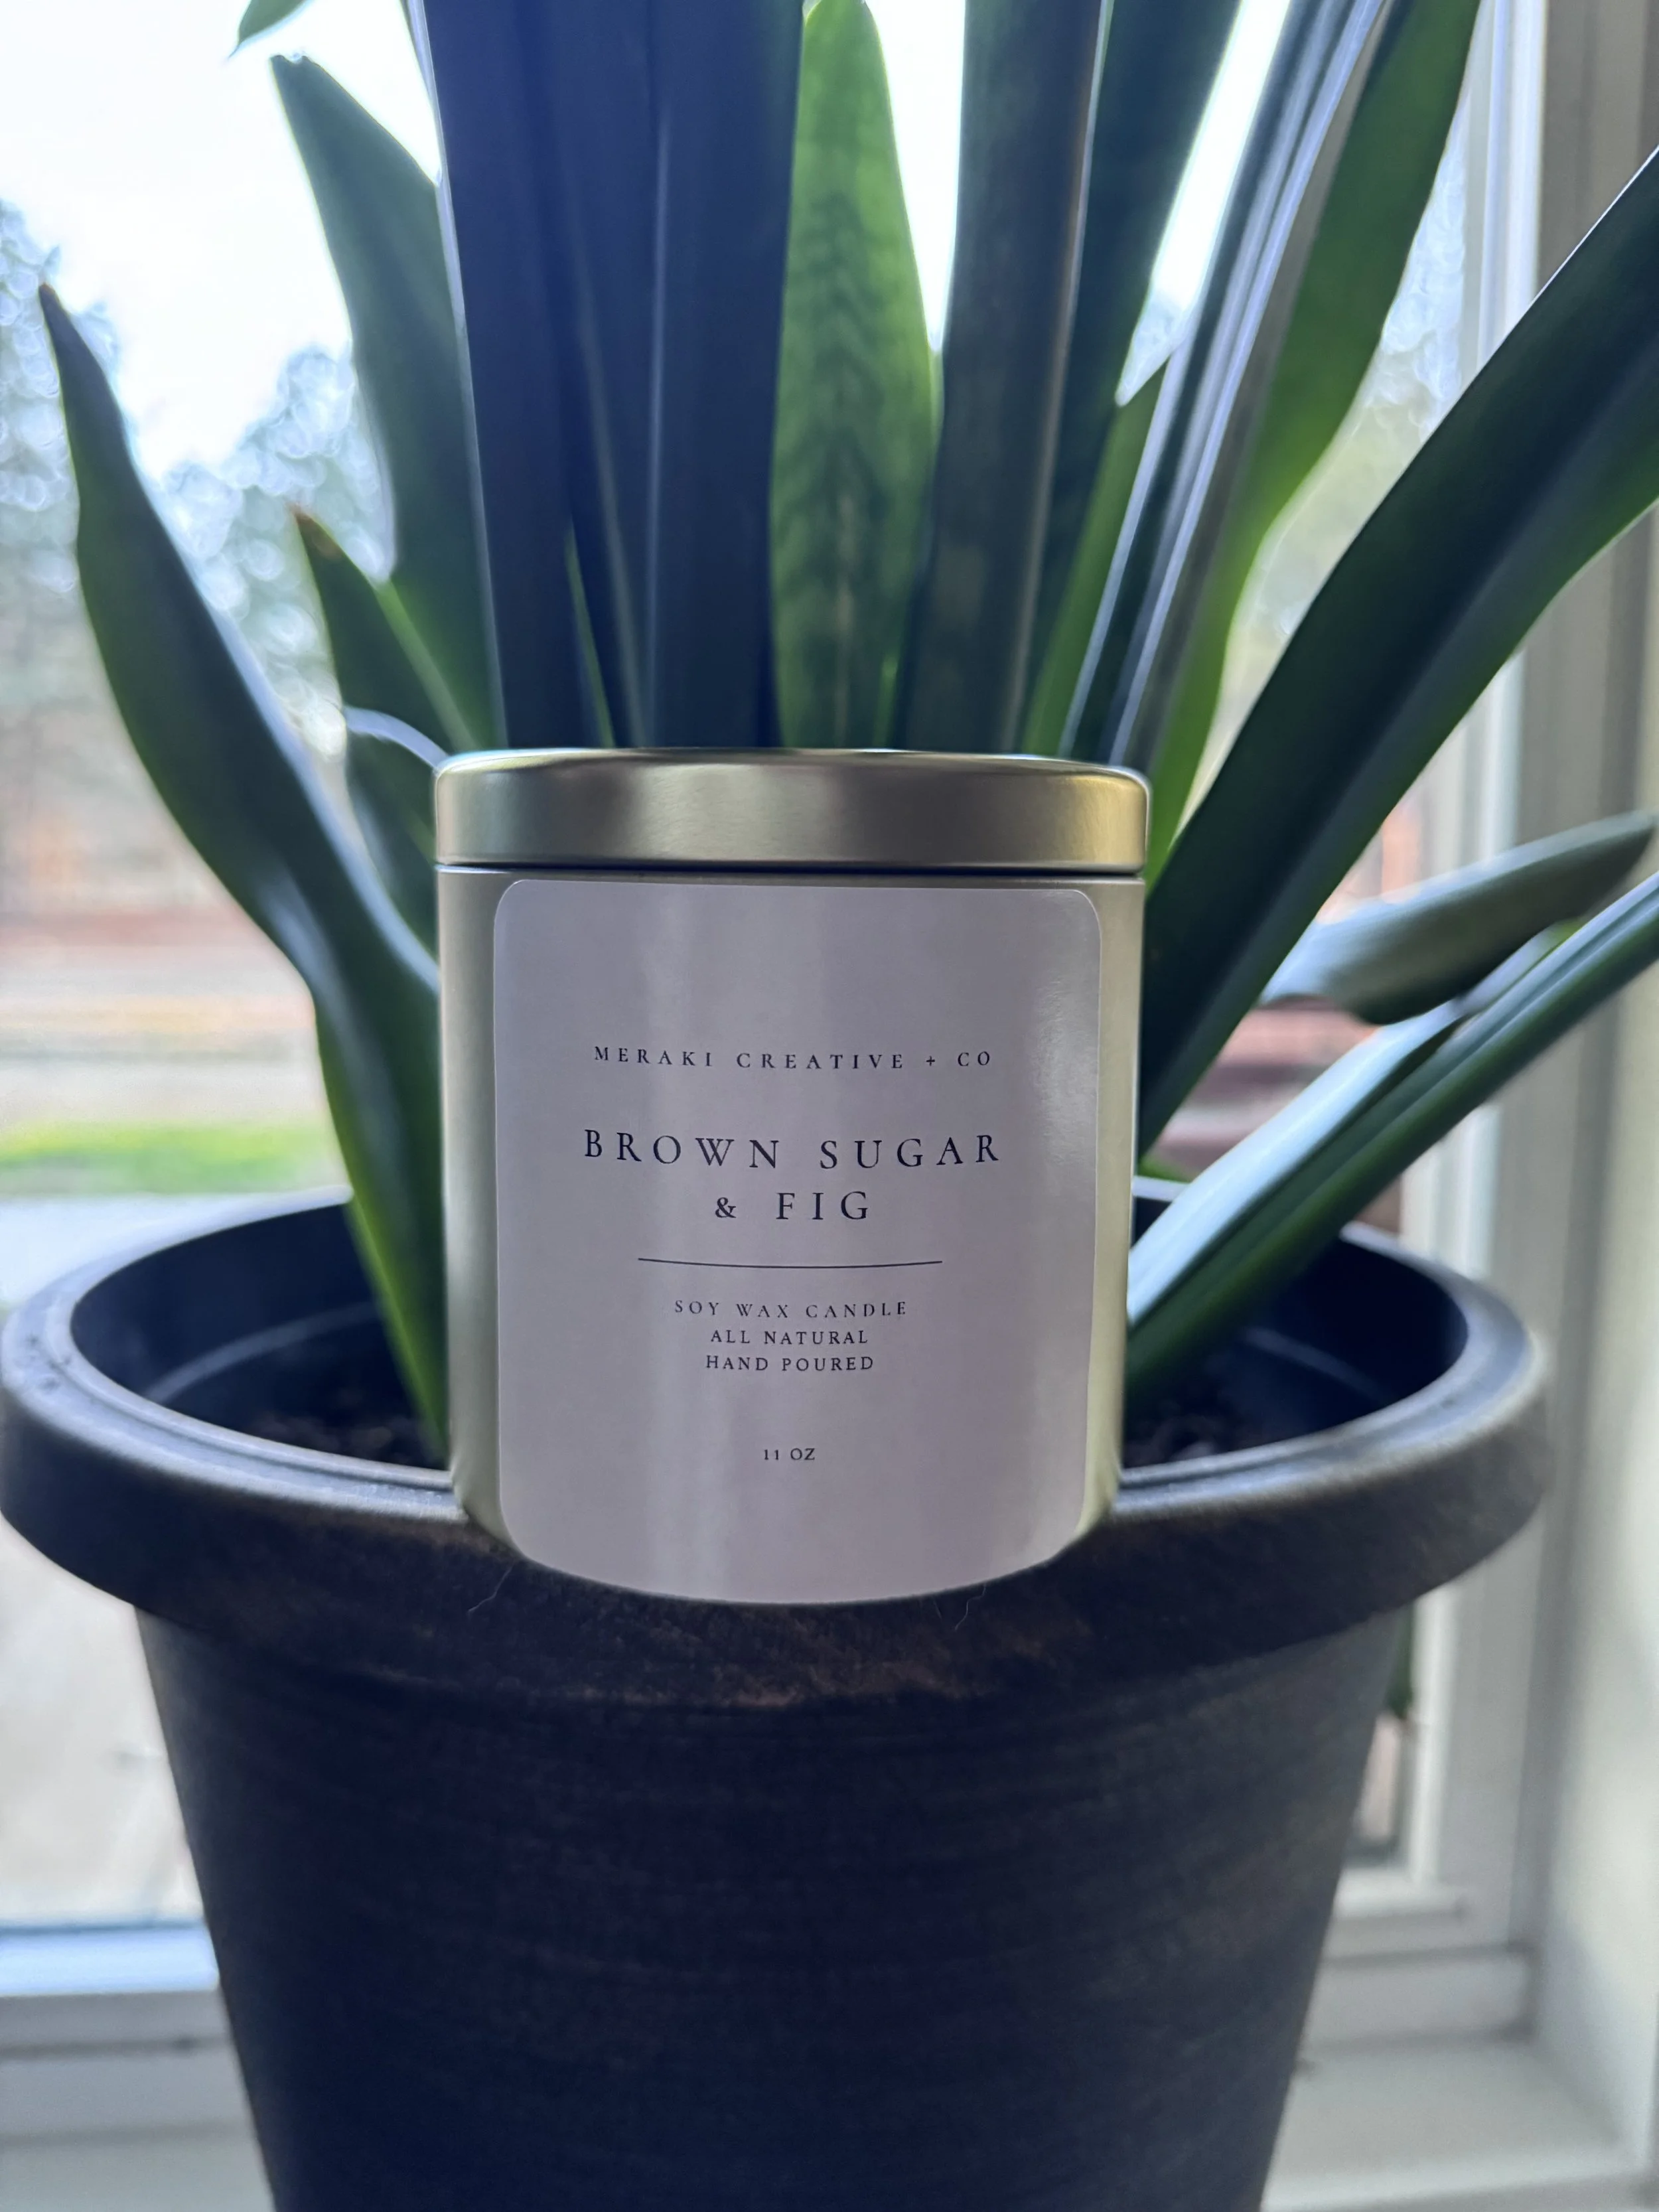 MERAKI CREATIVE + CO
BROWN SUGAR
& FIG
SOY WAX CANDLE
ALL NATURAL
HAND POURED
11 OZ